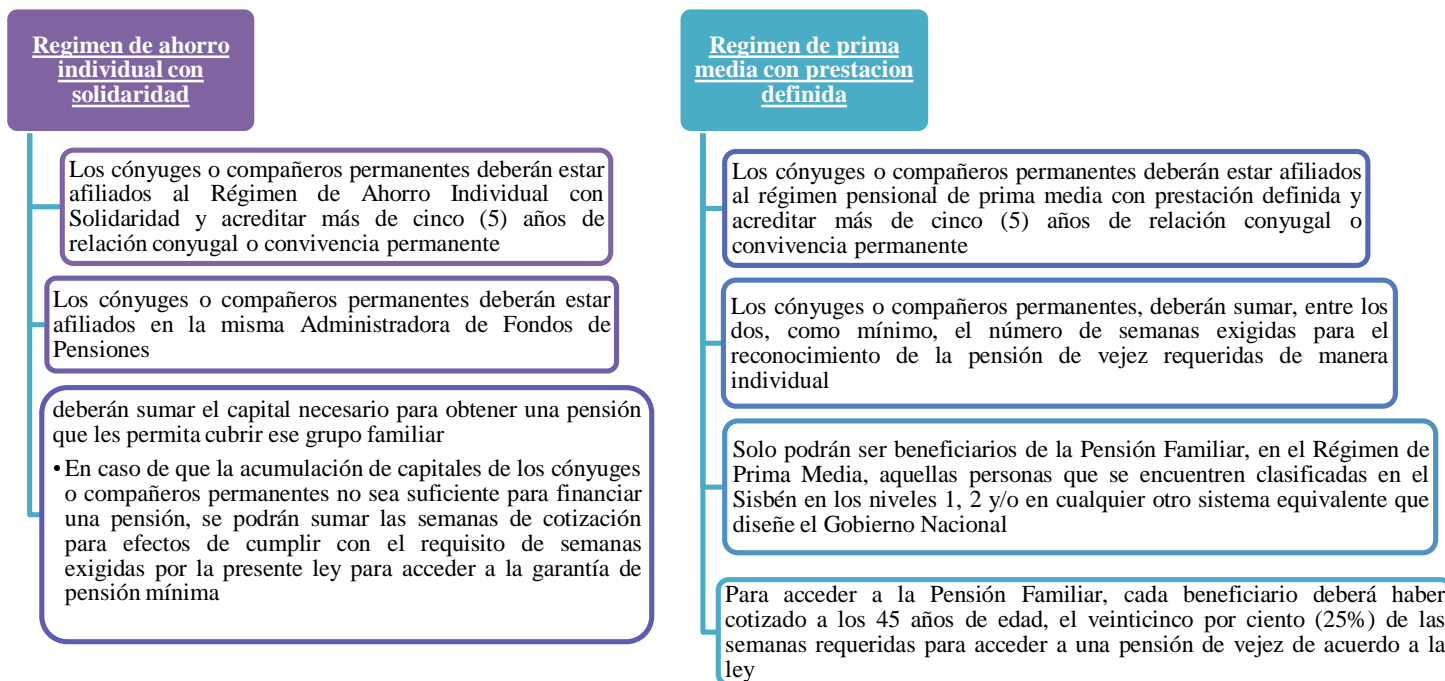 Regimen de ahorro
individual con
solidaridad
Los cónyuges o compañeros permanentes deberán estar
afiliados al Régimen de Ahorro Individual con
Solidaridad y acreditar más de cinco (5) años de
relación conyugal o convivencia permanente
Los cónyuges o compañeros permanentes deberán estar
afiliados en la misma Administradora de Fondos de
Pensiones
deberán sumar el capital necesario para obtener una pensión
que les permita cubrir ese grupo familiar
• En caso de que la acumulación de capitales de los cónyuges
o compañeros permanentes no sea suficiente para financiar
una pensión, se podrán sumar las semanas de cotización
para efectos de cumplir con el requisito de semanas
exigidas por la presente ley para acceder a la garantía de
pensión mínima
Regimen de prima
media con prestacion
definida
Los cónyuges o compañeros permanentes deberán estar afiliados
al régimen pensional de prima media con prestación definida y
acreditar más de cinco (5) años de relación conyugal o
convivencia permanente
Los cónyuges o compañeros permanentes, deberán sumar, entre los
dos, como mínimo, el número de semanas exigidas para el
reconocimiento de la pensión de vejez requeridas de manera
individual
Solo podrán ser beneficiarios de la Pensión Familiar, en el Régimen de
Prima Media, aquellas personas que se encuentren clasificadas en el
Sisbén en los niveles 1, 2 y/o en cualquier otro sistema equivalente que
diseñe el Gobierno Nacional
Para acceder a la Pensión Familiar, cada beneficiario deberá haber
cotizado a los 45 años de edad, el veinticinco por ciento (25%) de las
semanas requeridas para acceder a una pensión de vejez de acuerdo a la
ley